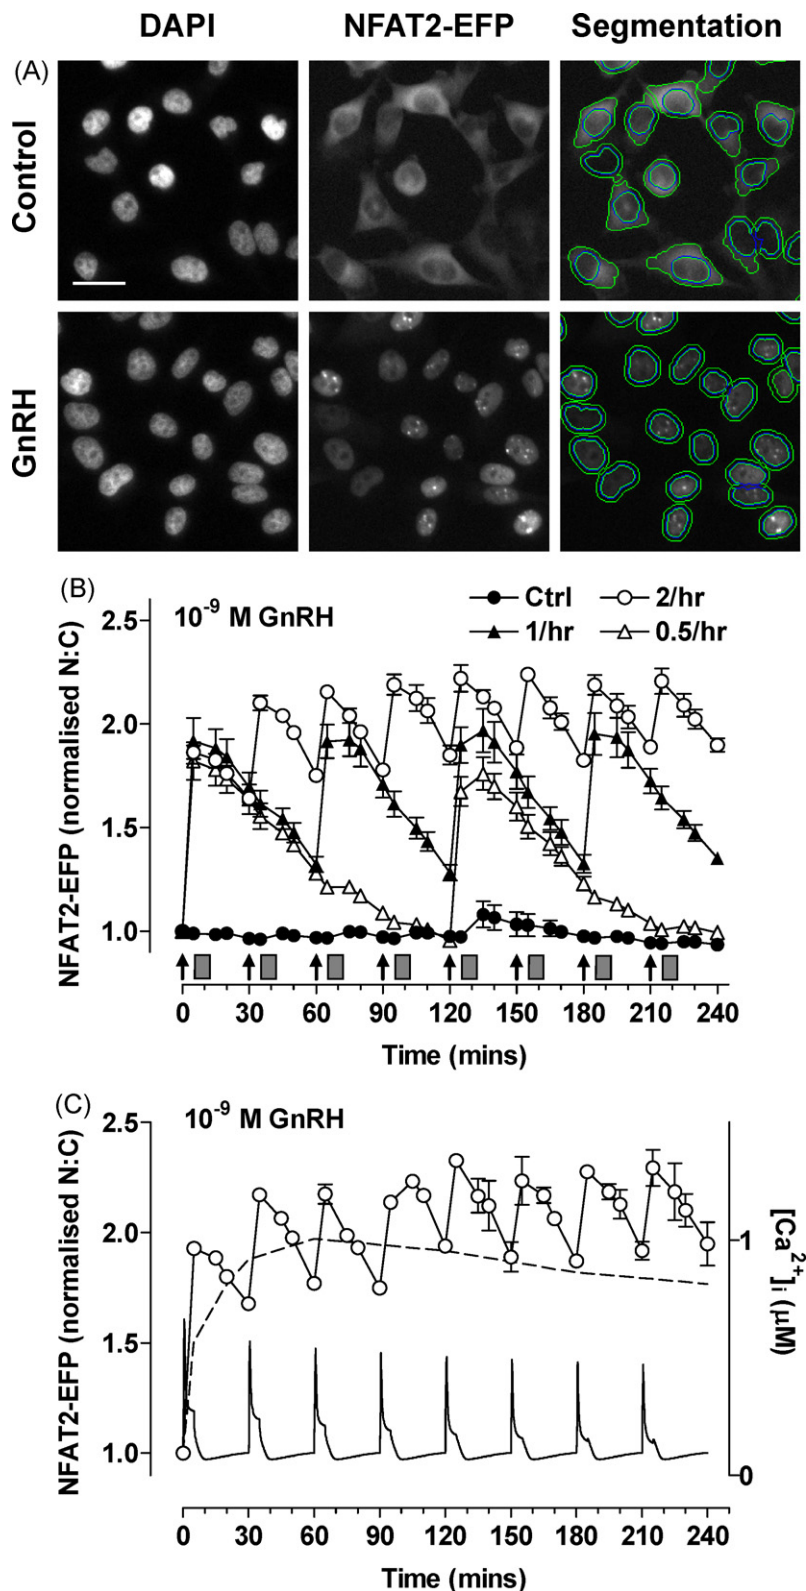 DAPI NFAT2-EFP Segmentation
(A)
Control
GnRH
(B)
10⁻⁹ M GnRH
Ctrl 2/hr
1/hr 0.5/hr
NFAT2-EFP (normalised N:C)
2.5
2.0
1.5
1.0
0 30 60 90 120 150 180 210 240
Time (mins)
(C)
10⁻⁹ M GnRH
NFAT2-EFP (normalised N:C)
2.5
2.0
1.5
1.0
1
0
[Ca²⁺]i (μM)
0 30 60 90 120 150 180 210 240
Time (mins)